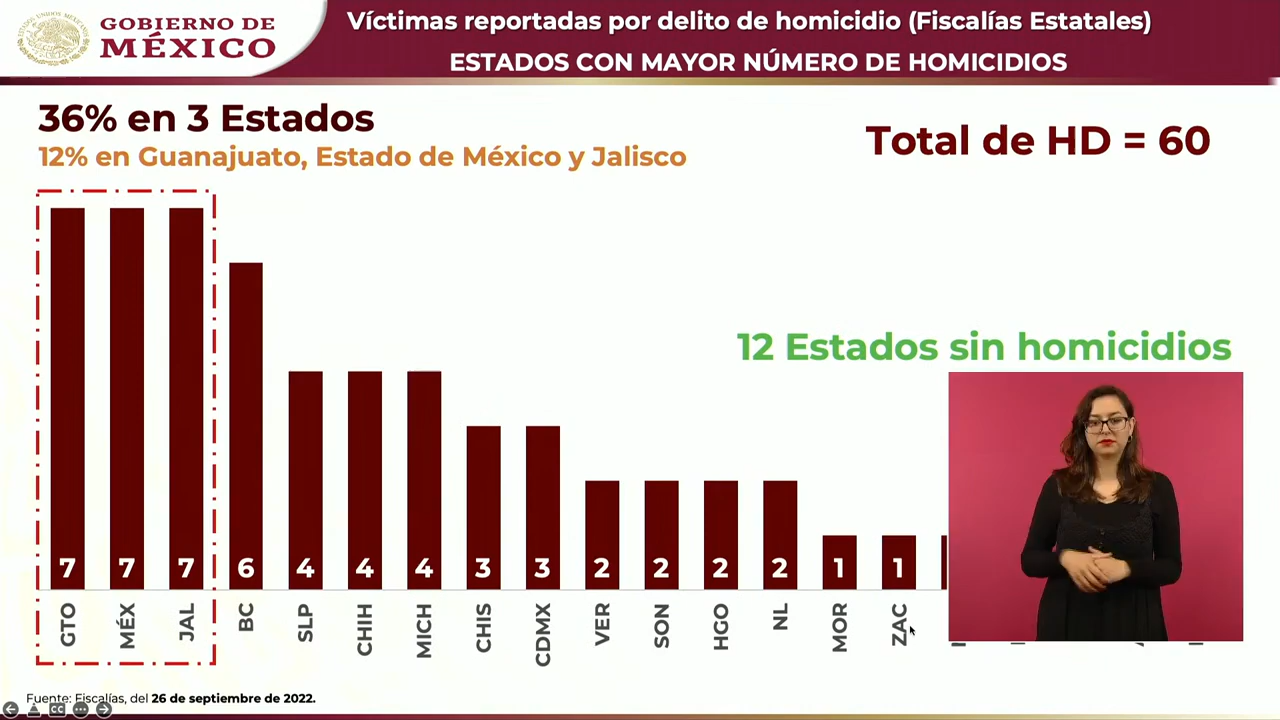 GOBIERNO DE
MÉXICO
Víctimas reportadas por delito de homicidio (Fiscalías Estatales)
ESTADOS CON MAYOR NÚMERO DE HOMICIDIOS
36% en 3 Estados
12% en Guanajuato, Estado de México y Jalisco
Total de HD = 60
12 Estados sin homicidios
7 7 7 6 4 4 4 3 3 2 2 2 2 1 1
GTO MÉX JAL BC SLP CHIH MICH CHIS CDMX VER SON HGO NL MOR ZAC
Fuente: Fiscalías, del 26 de septiembre de 2022.